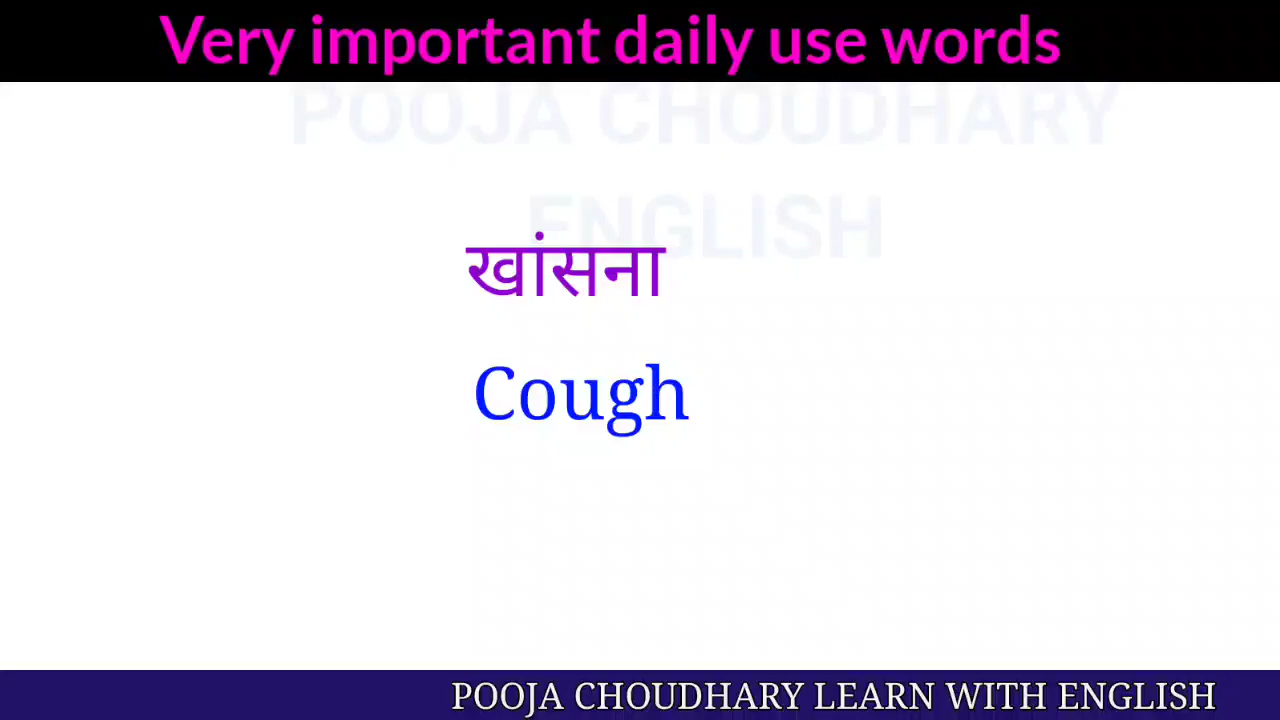 Very important daily use words
POOJA CHOUDHARY
ENGLISH
खांसना
Cough
POOJA CHOUDHARY LEARN WITH ENGLISH